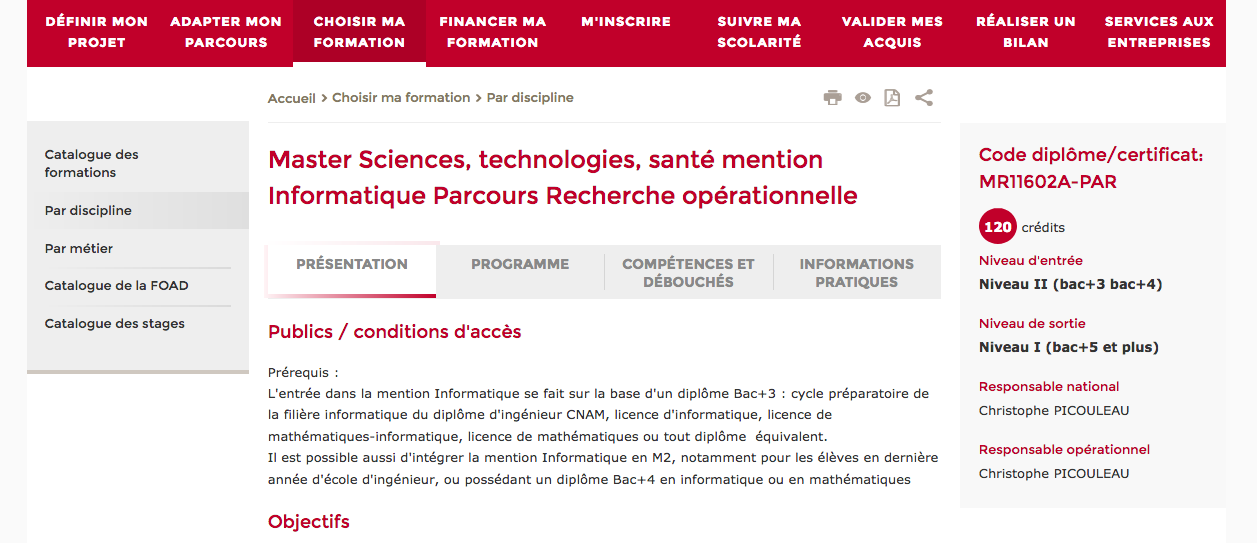 DÉFINIR MON PROJET
ADAPTER MON PARCOURS
CHOISIR MA FORMATION
FINANCER MA FORMATION
M'INSCRIRE
SUIVRE MA SCOLARITÉ
VALIDER MES ACQUIS
RÉALISER UN BILAN
SERVICES AUX ENTREPRISES
Accueil > Choisir ma formation > Par discipline
Catalogue des
formations
Par discipline
Par métier
Catalogue de la FOAD
Catalogue des stages
Master Sciences, technologies, santé mention
Informatique Parcours Recherche opérationnelle
PRÉSENTATION
PROGRAMME
COMPÉTENCES ET
DÉBOUCHÉS
INFORMATIONS
PRATIQUES
Publics / conditions d'accès
Prérequis :
L'entrée dans la mention Informatique se fait sur la base d'un diplôme Bac+3 : cycle préparatoire de
la filière informatique du diplôme d'ingénieur CNAM, licence d'informatique, licence de
mathématiques-informatique, licence de mathématiques ou tout diplôme  équivalent.
Il est possible aussi d'intégrer la mention Informatique en M2, notamment pour les élèves en dernière
année d'école d'ingénieur, ou possédant un diplôme Bac+4 en informatique ou en mathématiques
Objectifs
Code diplôme/certificat:
MR11602A-PAR
120 crédits
Niveau d'entrée
Niveau II (bac+3 bac+4)
Niveau de sortie
Niveau I (bac+5 et plus)
Responsable national
Christophe PICOULEAU
Responsable opérationnel
Christophe PICOULEAU